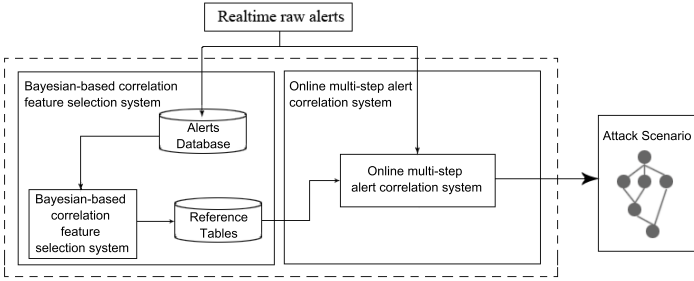 Realtime raw alerts
Bayesian-based correlation
feature selection system
Online multi-step alert
correlation system
Alerts
Database
Attack Scenario
Online multi-step
alert correlation system
Bayesian-based
correlation
feature
selection system
Reference
Tables